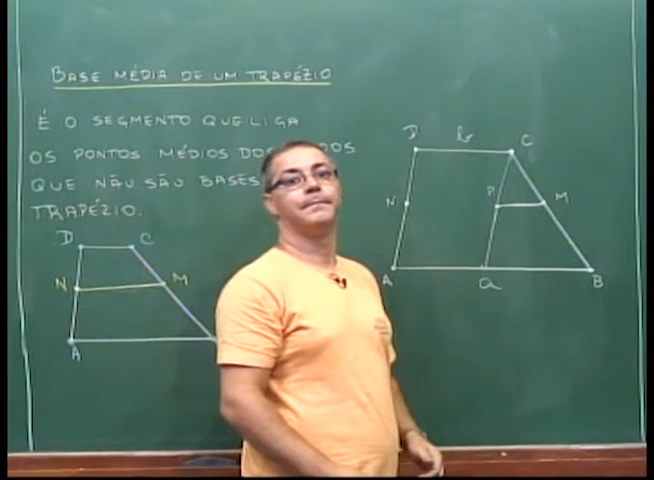 BASE MÉDIA DE UM TRAPÉZIO
É O SEGMENTO QUE LIGA
OS PONTOS MÉDIOS DOS
QUE NÃO SÃO BASES
TRAPÉZIO.
D C
N M
A
D b C
N P M
A a B